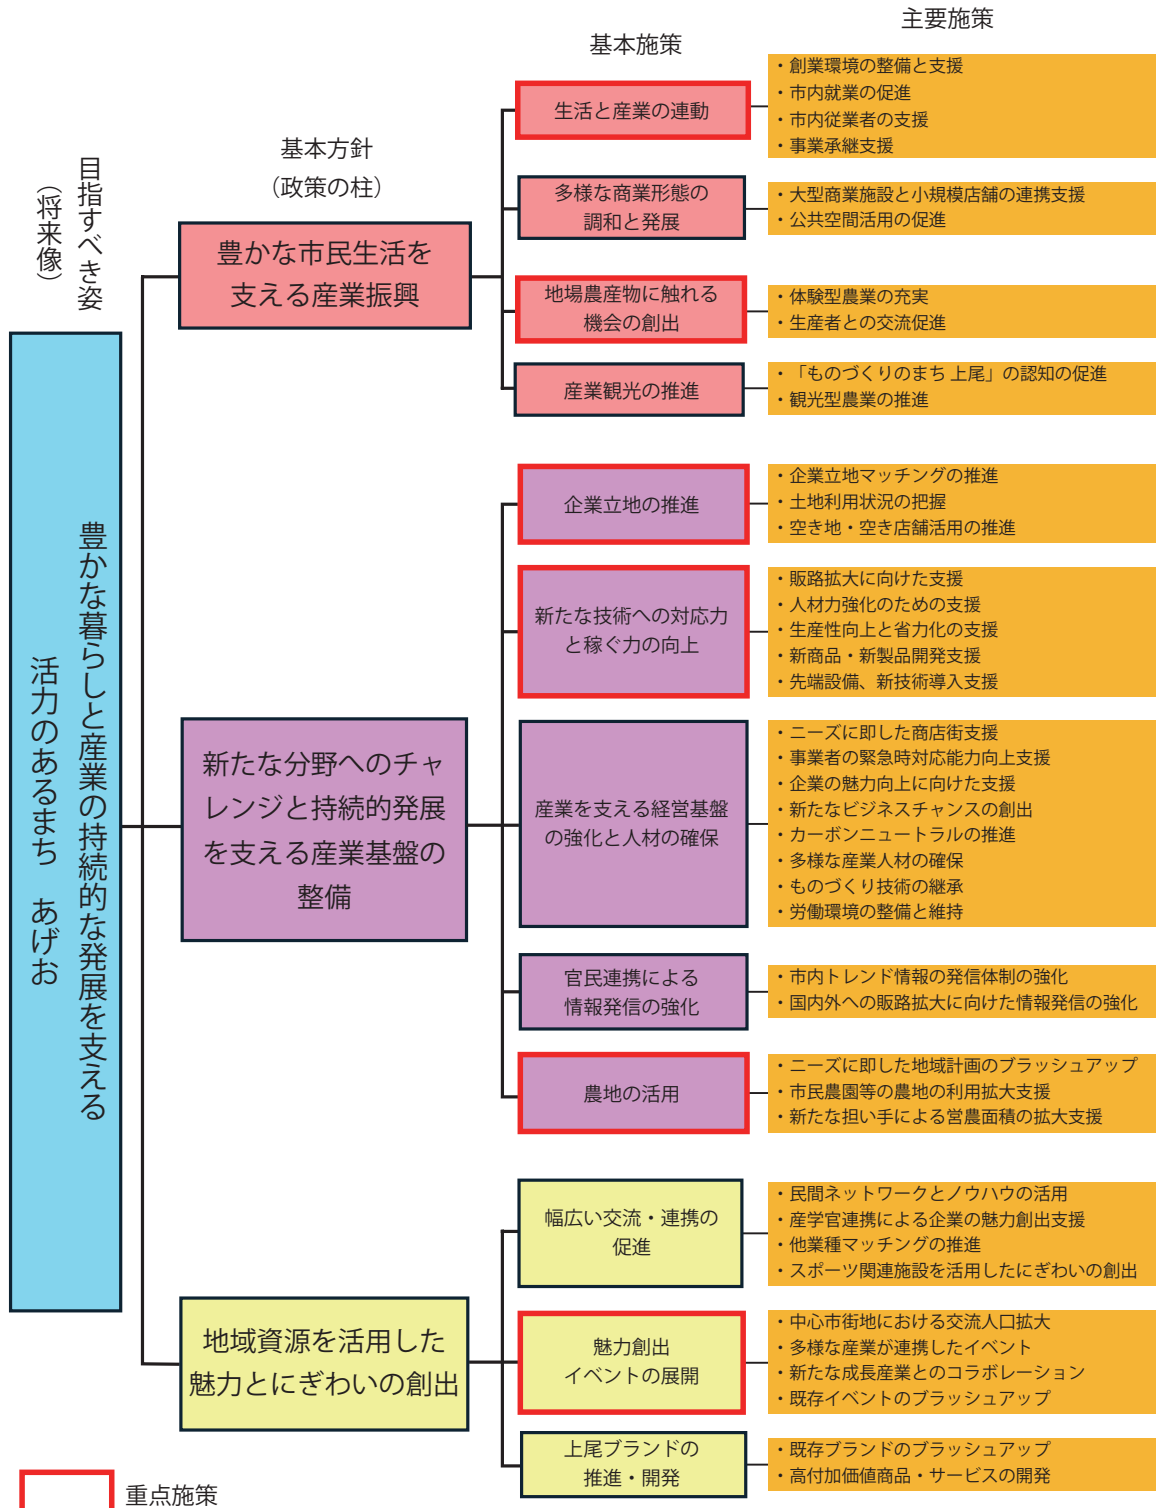 主要施策
基本施策
基本方針
(政策の柱)
目指すべき姿
(将来像)
豊かな暮らしと産業の持続的な発展を支える
活力のあるまち　あげお
豊かな市民生活を
支える産業振興
生活と産業の連動
・創業環境の整備と支援
・市内就業の促進
・市内従業者の支援
・事業承継支援
多様な商業形態の
調和と発展
・大型商業施設と小規模店舗の連携支援
・公共空間活用の促進
地場農産物に触れる
機会の創出
・体験型農業の充実
・生産者との交流促進
産業観光の推進
・「ものづくりのまち 上尾」の認知の促進
・観光型農業の推進
新たな分野へのチャ
レンジと持続的発展
を支える産業基盤の
整備
企業立地の推進
・企業立地マッチングの推進
・土地利用状況の把握
・空き地・空き店舗活用の推進
新たな技術への対応力
と稼ぐ力の向上
・販路拡大に向けた支援
・人材力強化のための支援
・生産性向上と省力化の支援
・新商品・新製品開発支援
・先端設備、新技術導入支援
産業を支える経営基盤
の強化と人材の確保
・ニーズに即した商店街支援
・事業者の緊急時対応能力向上支援
・企業の魅力向上に向けた支援
・新たなビジネスチャンスの創出
・カーボンニュートラルの推進
・多様な産業人材の確保
・ものづくり技術の継承
・労働環境の整備と維持
官民連携による
情報発信の強化
・市内トレンド情報の発信体制の強化
・国内外への販路拡大に向けた情報発信の強化
農地の活用
・ニーズに即した地域計画のブラッシュアップ
・市民農園等の農地の利用拡大支援
・新たな担い手による営農面積の拡大支援
地域資源を活用した
魅力とにぎわいの創出
幅広い交流・連携の
促進
・民間ネットワークとノウハウの活用
・産学官連携による企業の魅力創出支援
・他業種マッチングの推進
・スポーツ関連施設を活用したにぎわいの創出
魅力創出
イベントの展開
・中心市街地における交流人口拡大
・多様な産業が連携したイベント
・新たな成長産業とのコラボレーション
・既存イベントのブラッシュアップ
上尾ブランドの
推進・開発
・既存ブランドのブラッシュアップ
・高付加価値商品・サービスの開発
重点施策